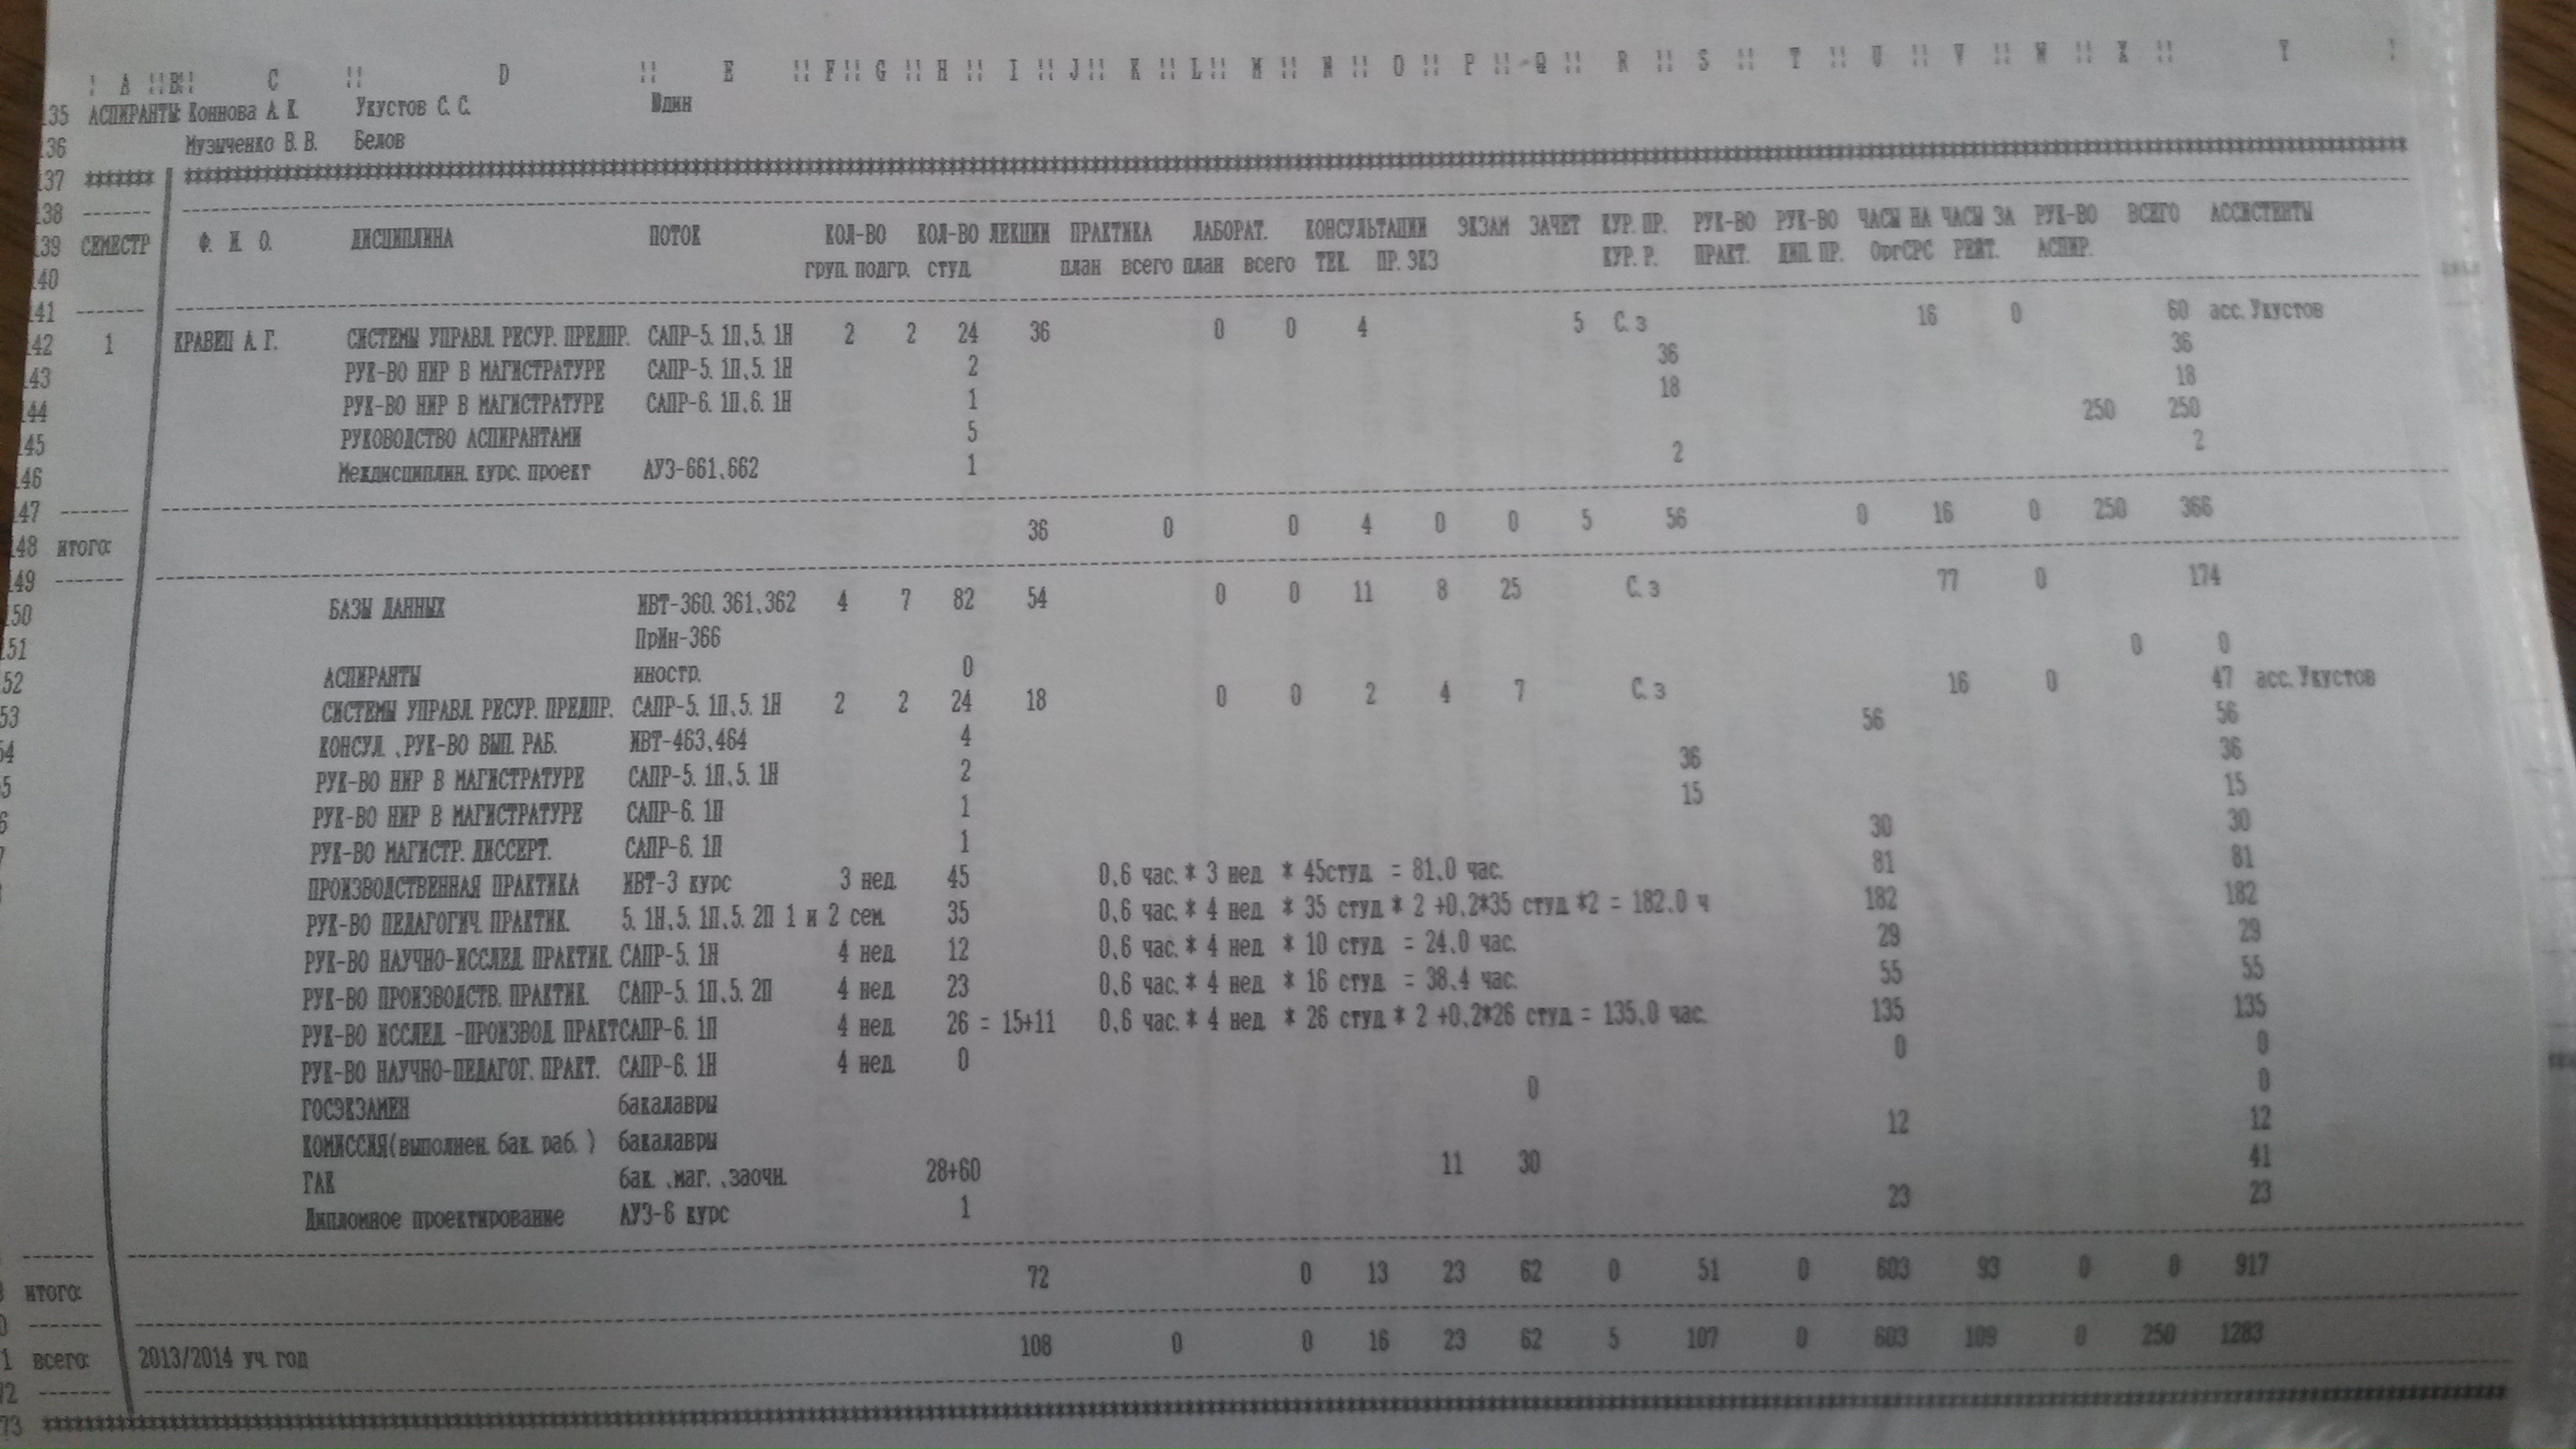 ! A !!B!! C !! D !! E !! F!! G !! H !! I !! J!! K !! L!! M !! N !! O !! P !! Q !! R !! S !! T !! U !! V !! W !! X !! Y !
135 АСПИРАНТЫ: Коннова А. К. Укустов С. С. Юдин
136 Музыченко В. В. Белов
137 ******* ********************
138 -------
139 СЕМЕСТР Ф. И. О. ДИСЦИПЛИНА ПОТОК КОЛ-ВО КОЛ-ВО ЛЕКЦИИ ПРАКТИКА ЛАБОРАТ. КОНСУЛЬТАЦИИ ЭКЗАМ ЗАЧЕТ КУР. ПР. РУК-ВО РУК-ВО ЧАСЫ НА ЧАСЫ ЗА РУК-ВО ВСЕГО АССИСТЕНТЫ
140 груп. подгр. студ. план всего план всего ТЕК. ПР. ЭКЗ КУР. Р. ПРАКТ. ДИП. ПР. ОргСРС РЕЙТ. АСПИР.
141 -------
142 1 КРАВЕЦ А. Г. СИСТЕМЫ УПРАВЛ. РЕСУР. ПРЕДПР. САПР-5. 1П,5. 1Н 2 2 24 36 0 0 4 5 С. з 16 0 60 асс. Укустов
143 РУК-ВО НИР В МАГИСТРАТУРЕ САПР-5. 1П,5. 1Н 2 36 36
144 РУК-ВО НИР В МАГИСТРАТУРЕ САПР-6. 1П,6. 1Н 1 18 18
145 РУКОВОДСТВО АСПИРАНТАМИ 5 250 250
146 Междисциплин. курс. проект АУЗ-661,662 1 2 2
147 -------
148 итого: 36 0 0 4 0 0 5 56 0 16 0 250 366
149 -------
150 БАЗЫ ДАННЫХ ИВТ-360. 361,362 4 7 82 54 0 0 11 8 25 С. з 77 0 174
151 ПрИн-366
52 АСПИРАНТЫ иностр. 0 0 0
53 СИСТЕМЫ УПРАВЛ. РЕСУР. ПРЕДПР. САПР-5. 1П,5. 1Н 2 2 24 18 0 0 2 4 7 С. з 16 0 47 асс. Укустов
54 КОНСУЛ. ,РУК-ВО ВЫП. РАБ. ИВТ-463,464 4 56 56
5 РУК-ВО НИР В МАГИСТРАТУРЕ САПР-5. 1П,5. 1Н 2 36 36
6 РУК-ВО НИР В МАГИСТРАТУРЕ САПР-6. 1П 1 15 15
7 РУК-ВО МАГИСТР. ДИССЕРТ. САПР-6. 1П 1 30 30
ПРОИЗВОДСТВЕННАЯ ПРАКТИКА ИВТ-3 курс 3 нед. 45 0,6 час. * 3 нед. * 45студ. = 81,0 час. 81 81
РУК-ВО ПЕДАГОГИЧ. ПРАКТИК. 5. 1Н,5. 1П,5. 2П 1 и 2 сем. 35 0,6 час. * 4 нед. * 35 студ. * 2 +0,2*35 студ. *2 = 182,0 ч 182 182
РУК-ВО НАУЧНО-ИССЛЕД. ПРАКТИК. САПР-5. 1Н 4 нед. 12 0,6 час. * 4 нед. * 10 студ. = 24,0 час. 29 29
РУК-ВО ПРОИЗВОДСТВ. ПРАКТИК. САПР-5. 1П,5. 2П 4 нед. 23 0,6 час. * 4 нед. * 16 студ. = 38,4 час. 55 55
РУК-ВО ИССЛЕД. -ПРОИЗВОД. ПРАКТСАПР-6. 1П 4 нед. 26 = 15+11 0,6 час. * 4 нед. * 26 студ. * 2 +0,2*26 студ = 135,0 час. 135 135
РУК-ВО НАУЧНО-ПЕДАГОГ. ПРАКТ. САПР-6. 1Н 4 нед. 0 0 0
ГОСЭКЗАМЕН бакалавры 0 0
КОМИССИЯ(выполнен. бак. раб. ) бакалавры 12 12
ГАК бак. ,маг. ,заочн. 28+60 11 30 41
Дипломное проектирование АУЗ-6 курс 1 23 23
-------
итого: 72 0 13 23 62 0 51 0 603 93 0 0 917
-------
1 всего: 2013/2014 уч. год 108 0 0 16 23 62 5 107 0 603 109 0 250 1283
72 -------
73 ********************